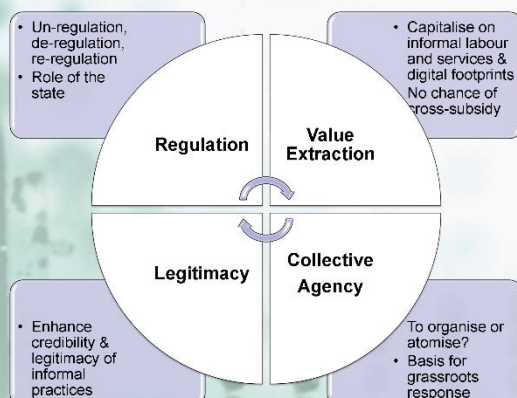 • Un-regulation,
de-regulation,
re-regulation
• Role of the
state
• Capitalise on
informal labour
and services &
digital footprints
No chance of
cross-subsidy
Regulation
Value
Extraction
Legitimacy
Collective
Agency
• Enhance
credibility &
legitimacy of
informal
practices
To organise or
atomise?
• Basis for
grassroots
response